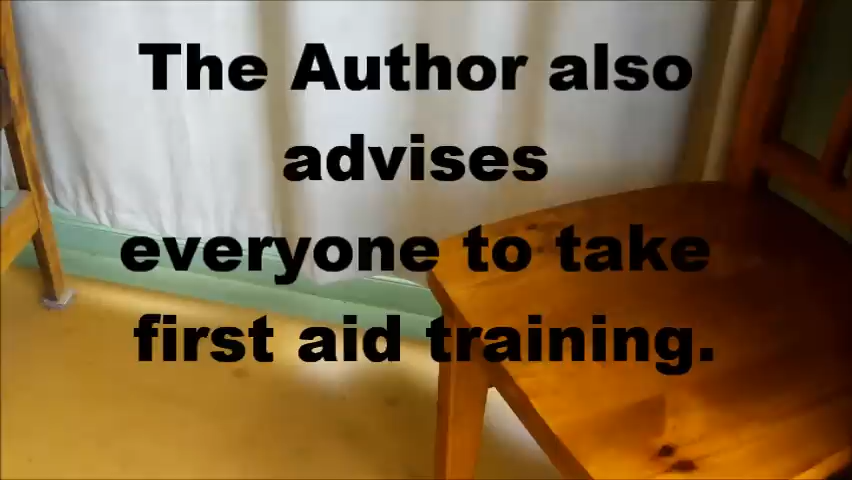 The Author also
advises
everyone to take
first aid training.